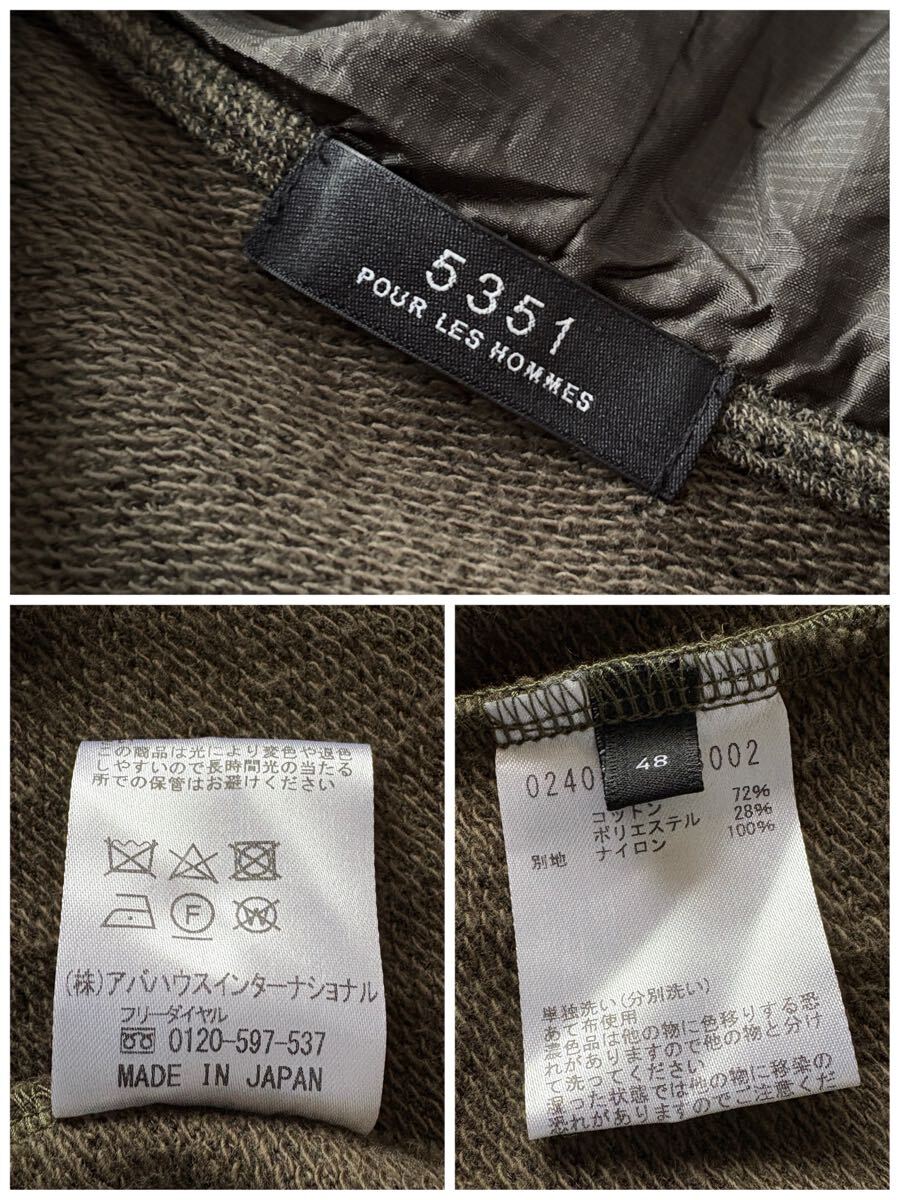 5351
POUR LES HOMMES
この商品は光により変色や退色
しやすいので長時間光の当たる
所での保管はお避けください
F
W
(株)アバハウスインターナショナル
フリーダイヤル
0120-597-537
MADE IN JAPAN
48
0240
002
コットン 72%
ポリエステル 28%
別地 ナイロン 100%
単独洗い(分別洗い)
あて布使用
濃色品は他の物に色移りする恐
れがありますので他の物と分け
て洗ってください
湿った状態では他の物に移染の
恐れがありますのでご注意くだ